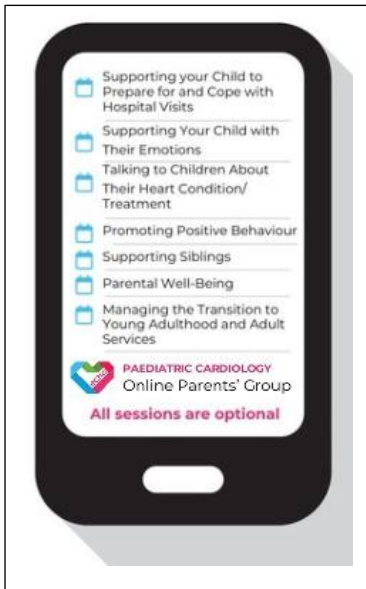 Supporting your Child to
Prepare for and Cope with
Hospital Visits
Supporting Your Child with
Their Emotions
Talking to Children About
Their Heart Condition/
Treatment
Promoting Positive Behaviour
Supporting Siblings
Parental Well-Being
Managing the Transition to
Young Adulthood and Adult
Services
echo
PAEDIATRIC CARDIOLOGY
Online Parents' Group
All sessions are optional